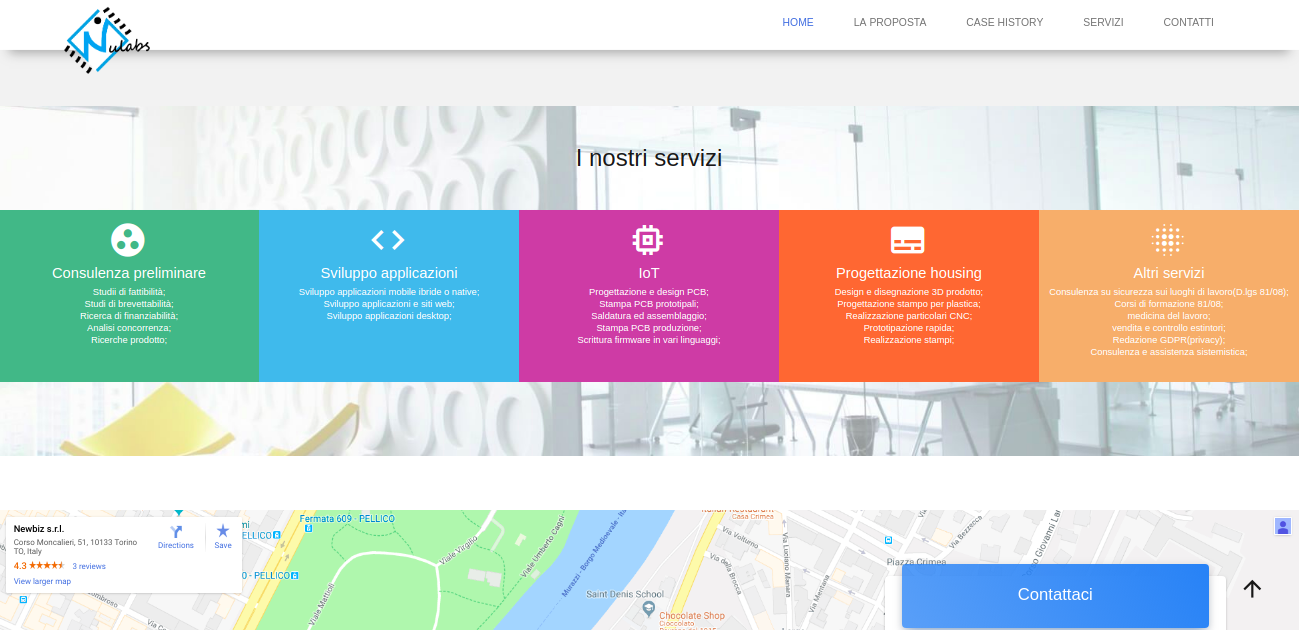 Nulabs
HOME
LA PROPOSTA
CASE HISTORY
SERVIZI
CONTATTI
I nostri servizi
Consulenza preliminare
Studii di fattibilità;
Studi di brevettabilità;
Ricerca di finanziabilità;
Analisi concorrenza;
Ricerche prodotto;
Sviluppo applicazioni
Sviluppo applicazioni mobile ibride o native;
Sviluppo applicazioni e siti web;
Sviluppo applicazioni desktop;
IoT
Progettazione e design PCB;
Stampa PCB prototipali;
Saldatura ed assemblaggio;
Stampa PCB produzione;
Scrittura firmware in vari linguaggi;
Progettazione housing
Design e disegnazione 3D prodotto;
Progettazione stampo per plastica;
Realizzazione particolari CNC;
Prototipazione rapida;
Realizzazione stampi;
Altri servizi
Consulenza su sicurezza sui luoghi di lavoro(D.lgs 81/08);
Corsi di formazione 81/08;
medicina del lavoro;
vendita e controllo estintori;
Redazione GDPR(privacy);
Consulenza e assistenza sistemistica;
Newbiz s.r.l.
Corso Moncalieri, 51, 10133 Torino
TO, Italy
4.3
3 reviews
View larger map
Directions
Save
Fermata 609 - PELLICO
ELLICO
O - PELLICO
Viale Virgilio
Viale Umberto Cagni
Viale Mattioli
Murazzi - Borgo Medioevale
Saint Denis School
Chocolate Shop
Cioccolato
Casa Crimea
Via Volturno
Via della Brocca
Via Luciano Manara
Via Mentana
Piazza Crimea
Via Bezzecca
Contattaci